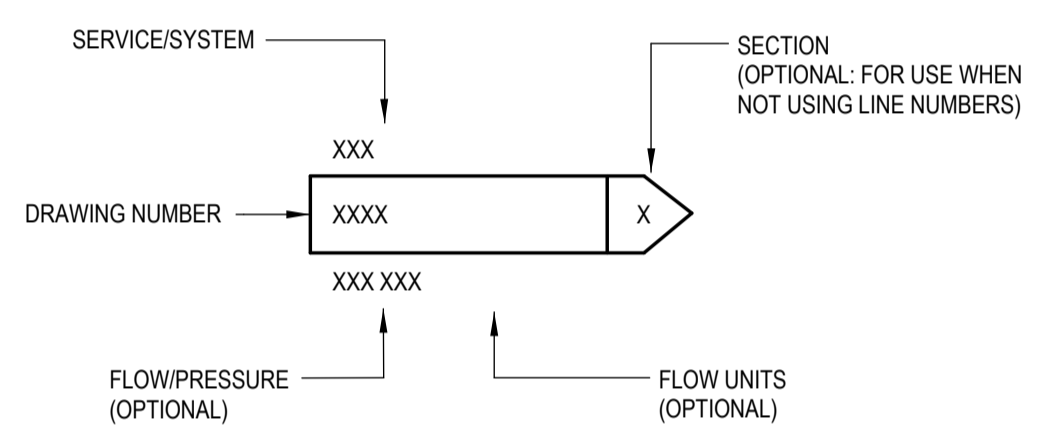 SERVICE/SYSTEM
SECTION
(OPTIONAL: FOR USE WHEN
NOT USING LINE NUMBERS)
XXX
DRAWING NUMBER
XXXX
X
XXX XXX
FLOW/PRESSURE
(OPTIONAL)
FLOW UNITS
(OPTIONAL)